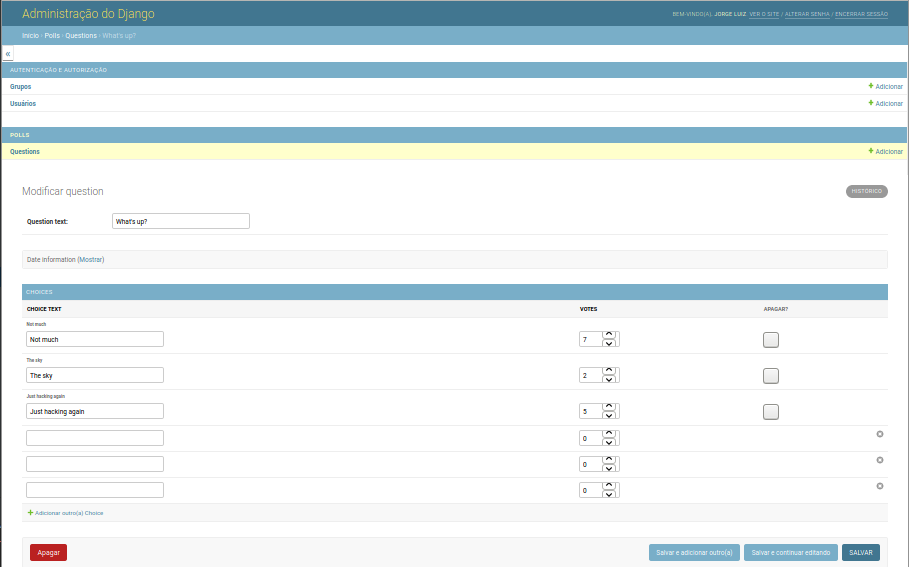 Administração do Django
BEM-VINDO(A), JORGE LUIZ. VER O SITE / ALTERAR SENHA / ENCERRAR SESSÃO
Início › Polls › Questions › What's up?
«
AUTENTICAÇÃO E AUTORIZAÇÃO
Grupos + Adicionar
Usuários + Adicionar
POLLS
Questions + Adicionar
Modificar question HISTÓRICO
Question text: What's up?
Date information (Mostrar)
CHOICES
CHOICE TEXT VOTES APAGAR?
Not much
Not much 7
The sky
The sky 2
Just hacking again
Just hacking again 5
0
0
0
+ Adicionar outro(a) Choice
Apagar Salvar e adicionar outro(a) Salvar e continuar editando SALVAR